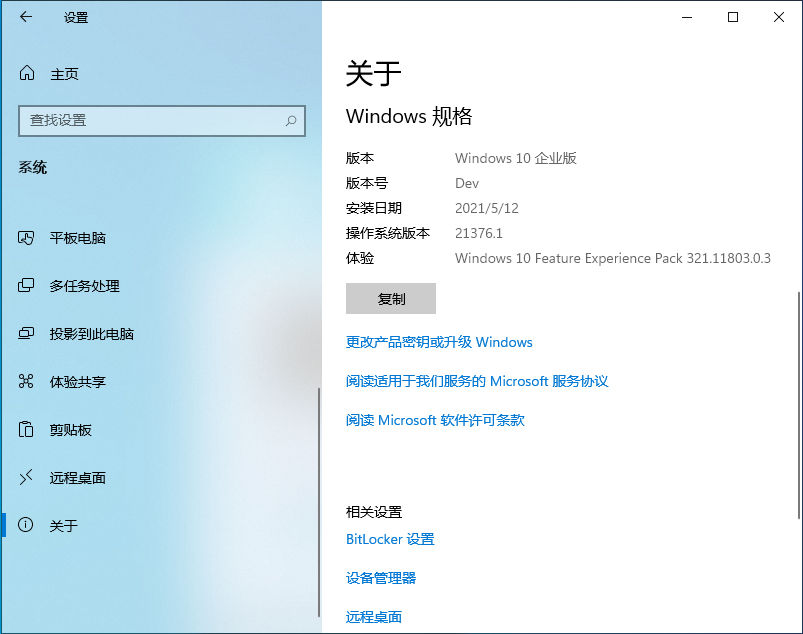 设置
主页
查找设置
系统
平板电脑
多任务处理
投影到此电脑
体验共享
剪贴板
远程桌面
关于
关于
Windows 规格
版本 Windows 10 企业版
版本号 Dev
安装日期 2021/5/12
操作系统版本 21376.1
体验 Windows 10 Feature Experience Pack 321.11803.0.3
复制
更改产品密钥或升级 Windows
阅读适用于我们服务的 Microsoft 服务协议
阅读 Microsoft 软件许可条款
相关设置
BitLocker 设置
设备管理器
远程桌面